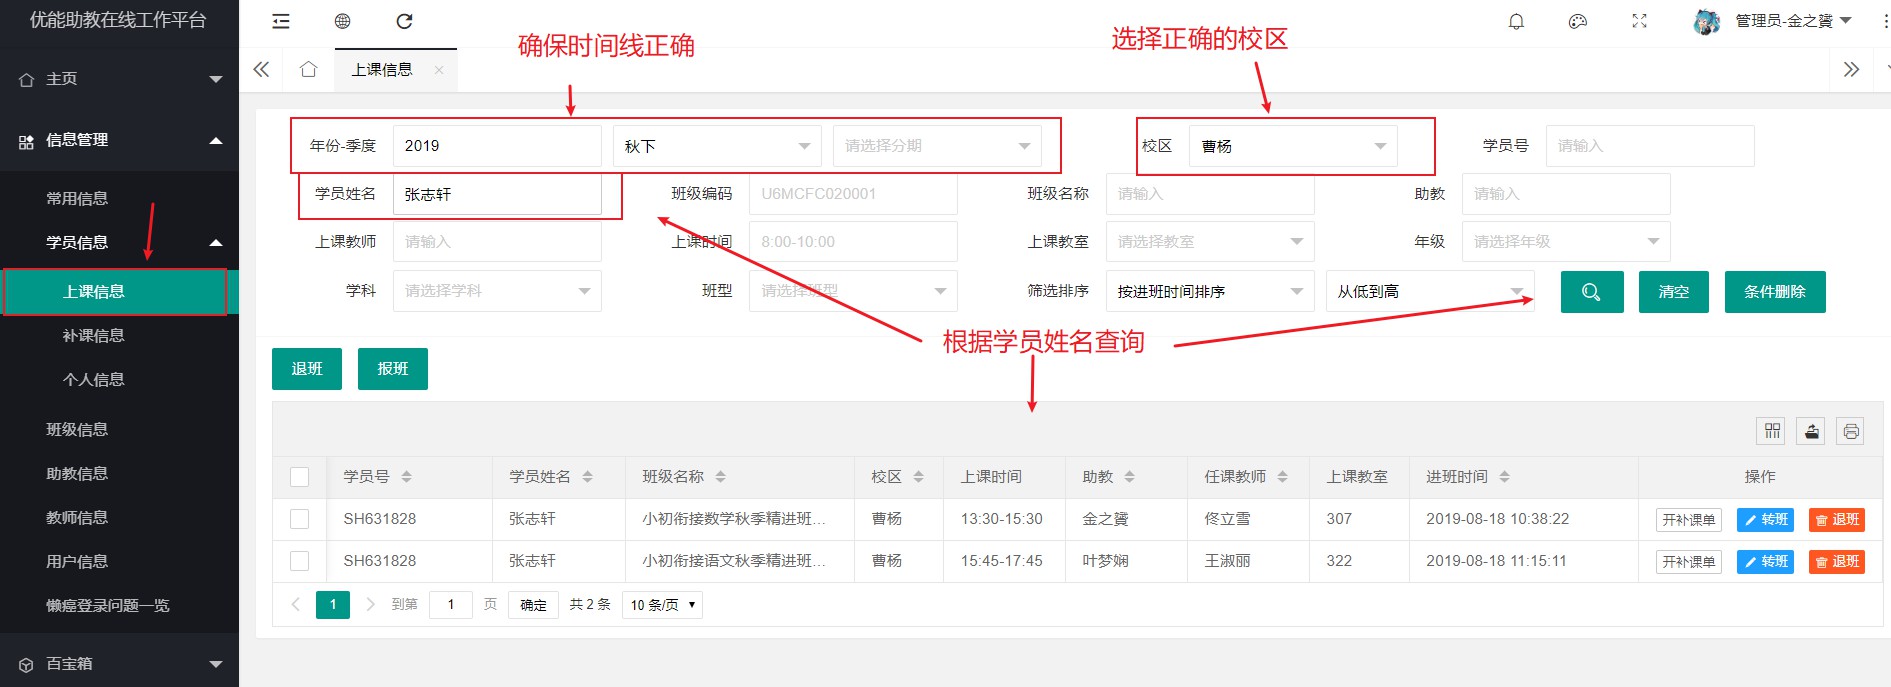 优能助教在线工作平台
管理员-金之簧
确保时间线正确
选择正确的校区
主页
上课信息
信息管理
年份-季度
2019
秋下
请选择分期
校区
曹杨
学员号
请输入
常用信息
学员姓名
张志轩
班级编码
U6MCFC020001
班级名称
请输入
助教
请输入
学员信息
上课教师
请输入
上课时间
8:00-10:00
上课教室
请选择教室
年级
请选择年级
上课信息
学科
请选择学科
班型
请选择班型
筛选排序
按进班时间排序
从低到高
清空
条件删除
补课信息
根据学员姓名查询
个人信息
退班
报班
班级信息
助教信息
教师信息
用户信息
懒癌登录问题一览
百宝箱
学员号 学员姓名 班级名称 校区 上课时间 助教 任课教师 上课教室 进班时间 操作
SH631828 张志轩 小初衔接数学秋季精进班... 曹杨 13:30-15:30 金之簧 佟立雪 307 2019-08-18 10:38:22 开补课单 转班 退班
SH631828 张志轩 小初衔接语文秋季精进班... 曹杨 15:45-17:45 叶梦娴 王淑丽 322 2019-08-18 11:15:11 开补课单 转班 退班
1 到第 1 页 确定 共 2 条 10 条/页